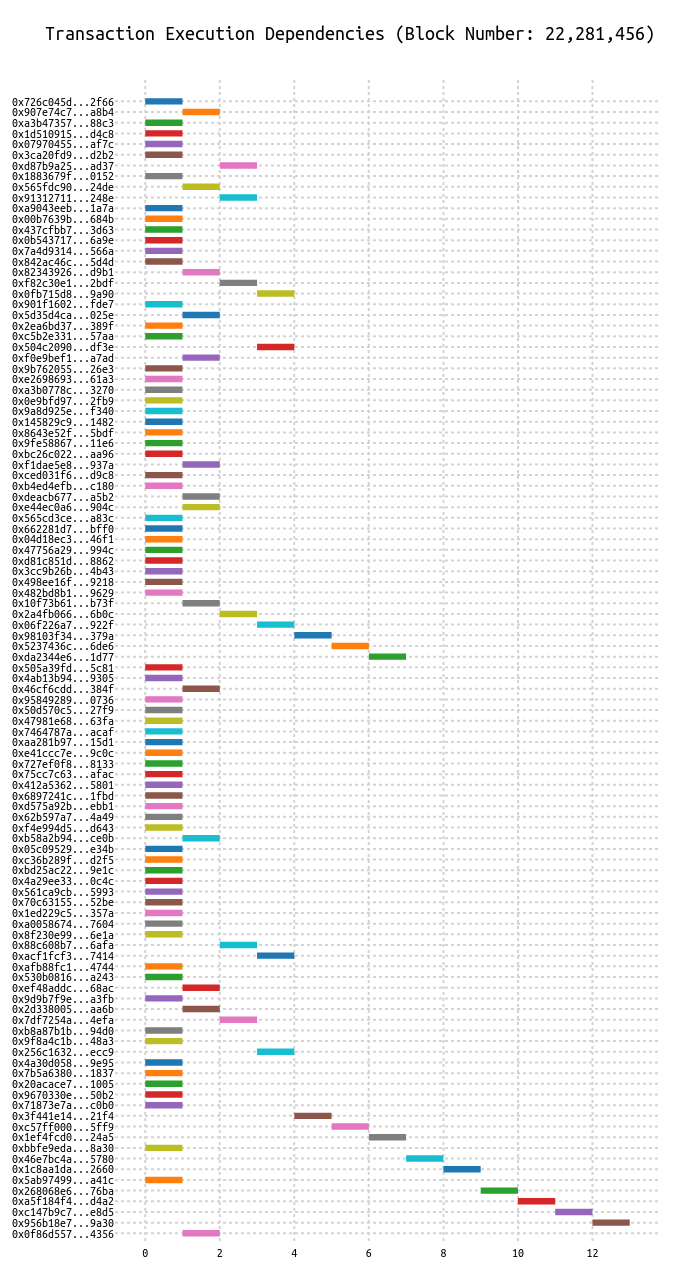 Transaction Execution Dependencies (Block Number: 22,281,456)
0x726c045d...2f66
0x907e74c7...a8b4
0xa3b47357...88c3
0x1d510915...d4c8
0x07970455...af7c
0x3ca20fd9...d2b2
0xd87b9a25...ad37
0x1883679f...0152
0x565fdc90...24de
0x91312711...248e
0xa9043eeb...1a7a
0x00b7639b...684b
0x437cfbb7...3d63
0x0b543717...6a9e
0x7a4d9314...566a
0x842ac46c...5d4d
0x82343926...d9b1
0xf82c30e1...2bdf
0x0fb715d8...9a90
0x901f1602...fde7
0x5d35d4ca...025e
0x2ea6bd37...389f
0xc5b2e331...57aa
0x504c2090...df3e
0xf0e9bef1...a7ad
0x9b762055...26e3
0xe2698693...61a3
0xa3b0778c...3270
0x0e9bfd97...2fb9
0x9a8d925e...f340
0x145829c9...1482
0x8643e52f...5bdf
0x9fe58867...11e6
0xbc26c022...aa96
0xf1dae5e8...937a
0xced031f6...d9c8
0xb4ed4efb...c180
0xdeacb677...a5b2
0xe44ec0a6...904c
0x565cd3ce...a83c
0x662281d7...bff0
0x04d18ec3...46f1
0x47756a29...994c
0xd81c851d...8862
0x3cc9b26b...4b43
0x498ee16f...9218
0x482bd8b1...9629
0x10f73b61...b73f
0x2a4fb066...6b0c
0x06f226a7...922f
0x98103f34...379a
0x5237436c...6de6
0xda2344e6...1d77
0x505a39fd...5c81
0x4ab13b94...9305
0x46cf6cdd...384f
0x95849289...0736
0x50d570c5...27f9
0x47981e68...63fa
0x7464787a...acaf
0xaa281b97...15d1
0xe41ccc7e...9c0c
0x727ef0f8...8133
0x75cc7c63...afac
0x412a5362...5801
0x6897241c...1fbd
0xd575a92b...ebb1
0x62b597a7...4a49
0xf4e994d5...d643
0xb58a2b94...ce0b
0x05c09529...e34b
0xc36b289f...d2f5
0xbd25ac22...9e1c
0x4a29ee33...0c4c
0x561ca9cb...5993
0x70c63155...52be
0x1ed229c5...357a
0xa0058674...7604
0x8f230e99...6e1a
0x88c608b7...6afa
0xacf1fcf3...7414
0xafb88fc1...4744
0x530b0816...a243
0xef48addc...68ac
0x9d9b7f9e...a3fb
0x2d338005...aa6b
0x7df7254a...4efa
0xb8a87b1b...94d0
0x9f8a4c1b...48a3
0x256c1632...ecc9
0x4a30d058...9e95
0x7b5a6380...1837
0x20acace7...1005
0x9670330e...50b2
0x71873e7a...c0b0
0x3f441e14...21f4
0xc57ff000...5ff9
0x1ef4fcd0...24a5
0xbbfe9eda...8a30
0x46e7bc4a...5780
0x1c8aa1da...2660
0x5ab97499...a41c
0x268068e6...76ba
0xa5f184f4...d4a2
0xc147b9c7...e8d5
0x956b18e7...9a30
0x0f86d557...4356
0 2 4 6 8 10 12